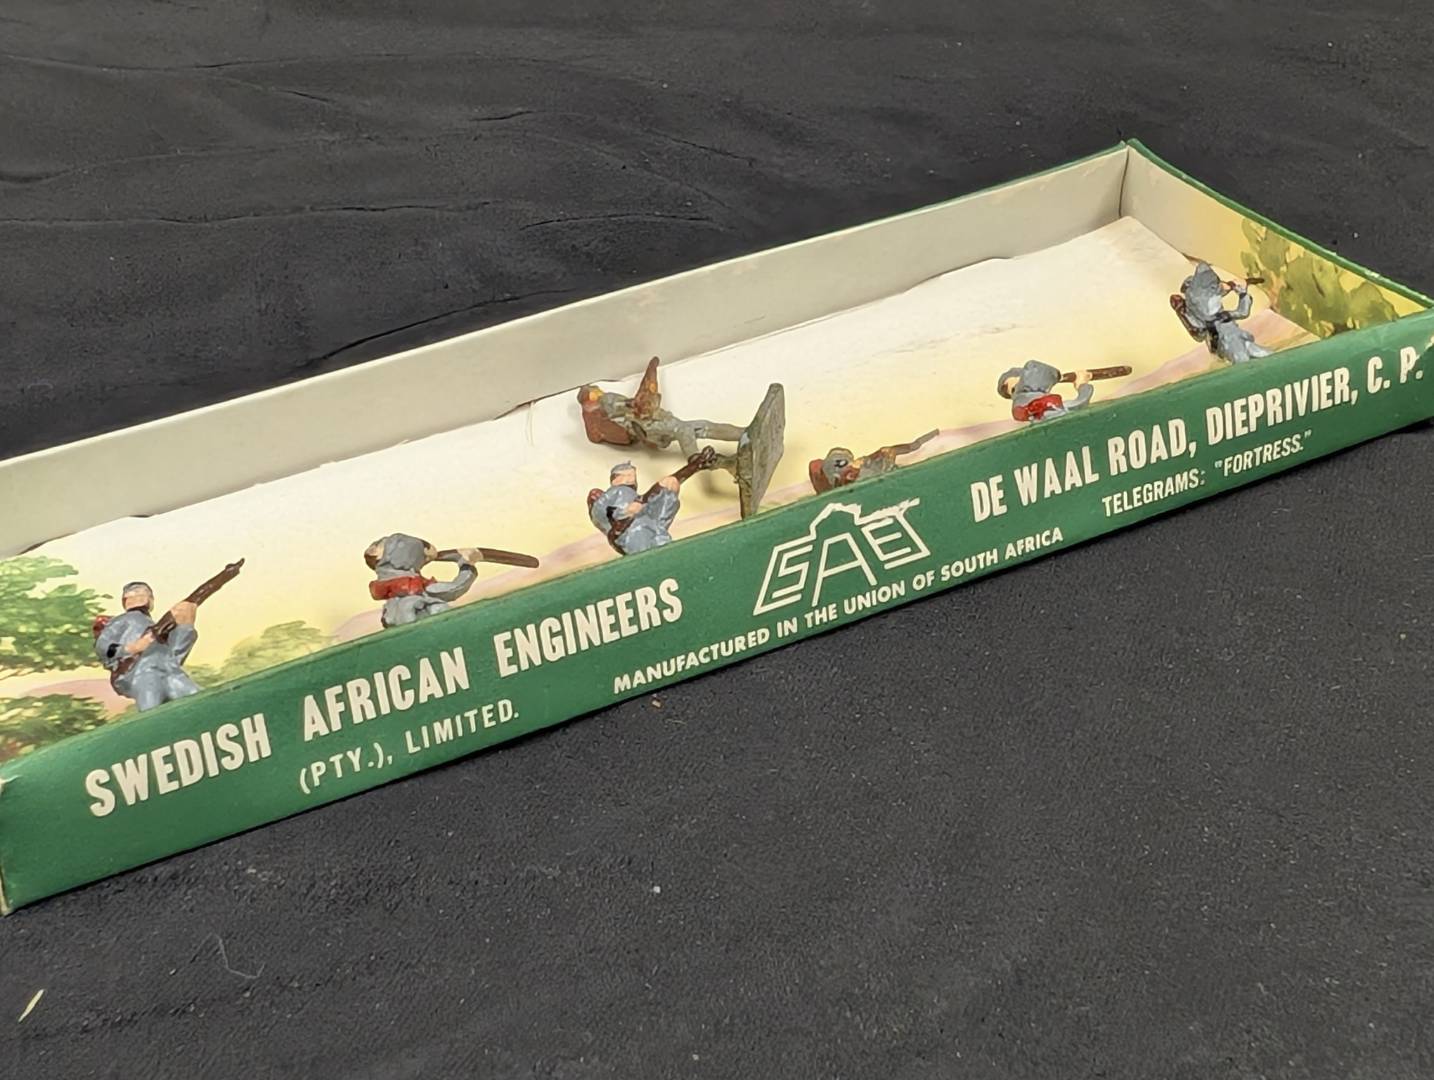 SWEDISH AFRICAN ENGINEERS
(PTY.), LIMITED.
SAE
MANUFACTURED IN THE UNION OF SOUTH AFRICA
DE WAAL ROAD, DIEPRIVIER, C. P.
TELEGRAMS: "FORTRESS."